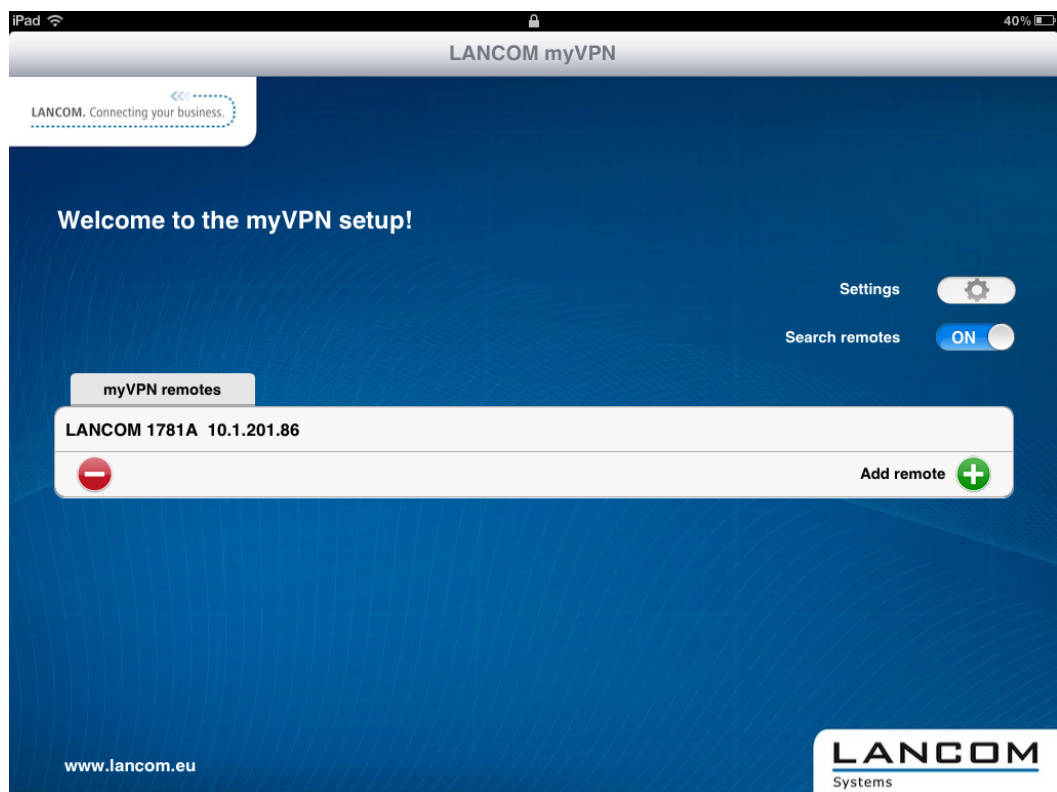 iPad 40%
LANCOM myVPN
LANCOM. Connecting your business.
Welcome to the myVPN setup!
Settings
Search remotes ON
myVPN remotes
LANCOM 1781A 10.1.201.86
Add remote
www.lancom.eu
LANCOM
Systems